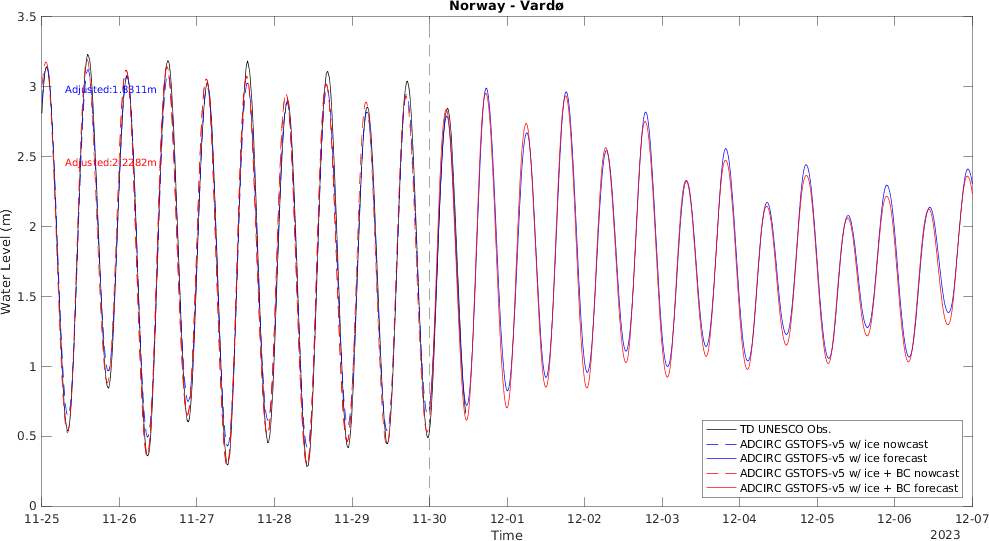 Norway - Vardø
3.5
3
2.5
2
1.5
1
0.5
0
Water Level (m)
Adjusted:1.8311m
Adjusted:2.2282m
TD UNESCO Obs.
ADCIRC GSTOFS-v5 w/ ice nowcast
ADCIRC GSTOFS-v5 w/ ice forecast
ADCIRC GSTOFS-v5 w/ ice + BC nowcast
ADCIRC GSTOFS-v5 w/ ice + BC forecast
11-25 11-26 11-27 11-28 11-29 11-30 12-01 12-02 12-03 12-04 12-05 12-06 12-07
Time
2023